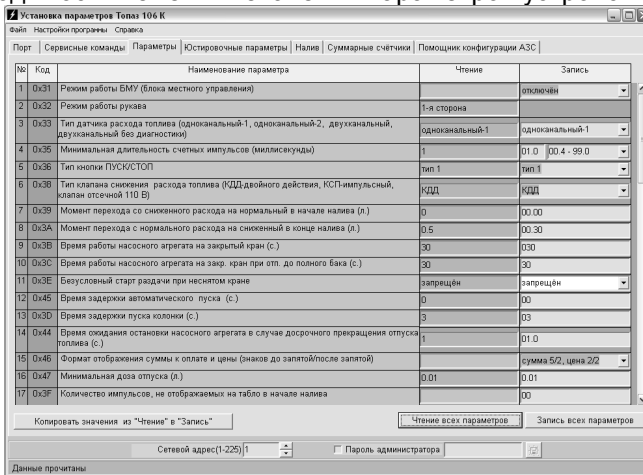 Установка параметров Топаз 106 К
Файл Настройки программы Справка
Порт Сервисные команды Параметры Юстировочные параметры Налив Суммарные счётчики Помощник конфигурации АЗС
№ Код Наименование параметра Чтение Запись
1 0x31 Режим работы БМУ (блока местного управления) отключён
2 0x32 Режим работы рукава 1-я сторона
3 0x33 Тип датчика расхода топлива (одноканальный-1, одноканальный-2, двухканальный, двухканальный без диагностики) одноканальный-1 одноканальный-1
4 0x35 Минимальная длительность счетных импульсов (миллисекунды) 1 01.0 00.4 - 99.0
5 0x36 Тип кнопки ПУСК/СТОП тип 1 тип 1
6 0x38 Тип клапана снижения расхода топлива (КДД-двойного действия, КСП-импульсный, клапан отсечной 110 В) КДД КДД
7 0x39 Момент перехода со сниженного расхода на нормальный в начале налива (л.) 0 00.00
8 0x3A Момент перехода с нормального расхода на сниженный в конце налива (л.) 0.5 00.30
9 0x3B Время работы насосного агрегата на закрытый кран (с.) 30 030
10 0x3C Время работы насосного агрегата на закр. кран при отп. до полного бака (с.) 30 30
11 0x3E Безусловный старт раздачи при неснятом кране запрещён запрещён
12 0x45 Время задержки автоматического пуска (с.) 0 00
13 0x3D Время задержки пуска колонки (с.) 3 03
14 0x44 Время ожидания остановки насосного агрегата в случае досрочного прекращения отпуска топлива (с.) 1 01.0
15 0x46 Формат отображения суммы к оплате и цены (знаков до запятой/после запятой) сумма 5/2, цена 2/2
16 0x47 Минимальная доза отпуска (л.) 0.01 0.01
17 0x3F Количество импульсов, не отображаемых на табло в начале налива 00
Копировать значения из "Чтение" в "Запись" Чтение всех параметров Запись всех параметров
Сетевой адрес(1-225) 1 Пароль администратора
Данные прочитаны